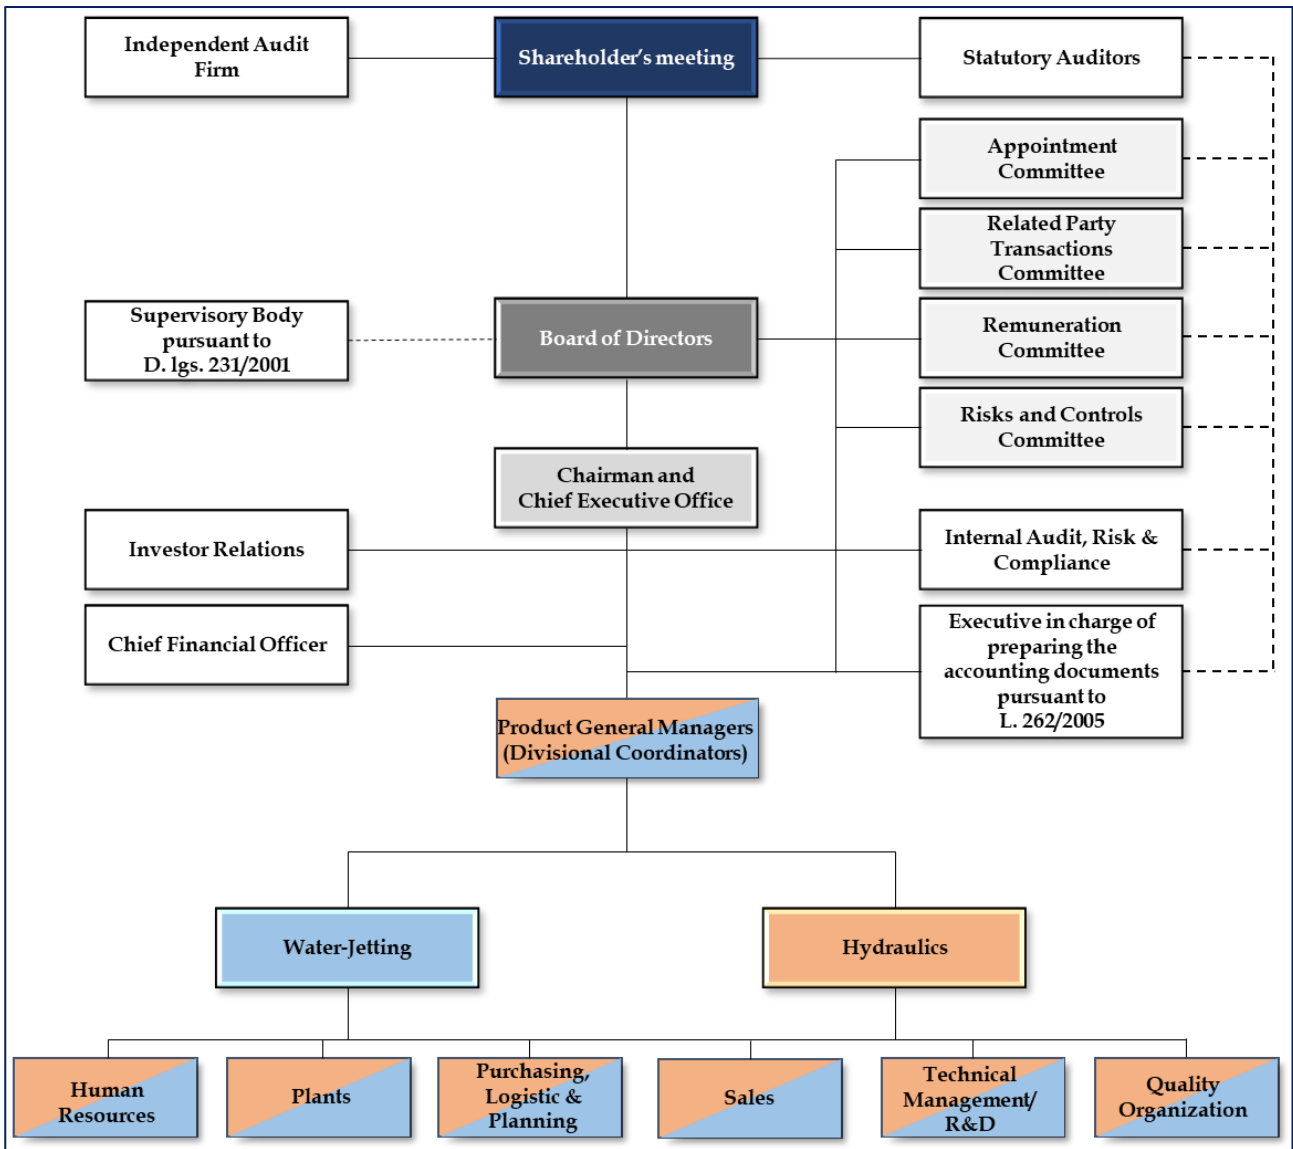 Independent Audit
Firm
Shareholder's meeting
Statutory Auditors
Appointment
Committee
Related Party
Transactions
Committee
Supervisory Body
pursuant to
D. lgs. 231/2001
Board of Directors
Remuneration
Committee
Risks and Controls
Committee
Chairman and
Chief Executive Office
Investor Relations
Internal Audit, Risk &
Compliance
Chief Financial Officer
Executive in charge of
preparing the
accounting documents
pursuant to
L. 262/2005
Product General Managers
(Divisional Coordinators)
Water-Jetting
Hydraulics
Human
Resources
Plants
Purchasing,
Logistic &
Planning
Sales
Technical
Management/
R&D
Quality
Organization